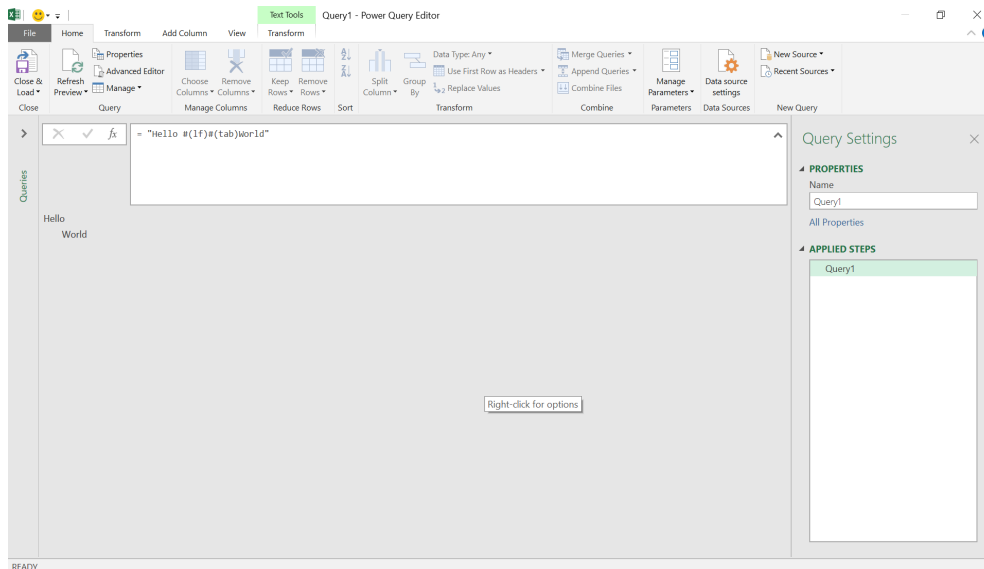 Text Tools
Query1 - Power Query Editor
File
Home
Transform
Add Column
View
Transform
Close &
Load
Close
Refresh
Preview
Properties
Advanced Editor
Manage
Query
Choose
Columns
Remove
Columns
Manage Columns
Keep
Rows
Remove
Rows
Reduce Rows
Sort
Split
Column
Group
By
Data Type: Any
Use First Row as Headers
Replace Values
Transform
Merge Queries
Append Queries
Combine Files
Combine
Manage
Parameters
Parameters
Data source
settings
Data Sources
New Source
Recent Sources
New Query
Queries
fx
= "Hello #(lf)#(tab)World"
Hello
World
Right-click for options
Query Settings
PROPERTIES
Name
Query1
All Properties
APPLIED STEPS
Query1
READY